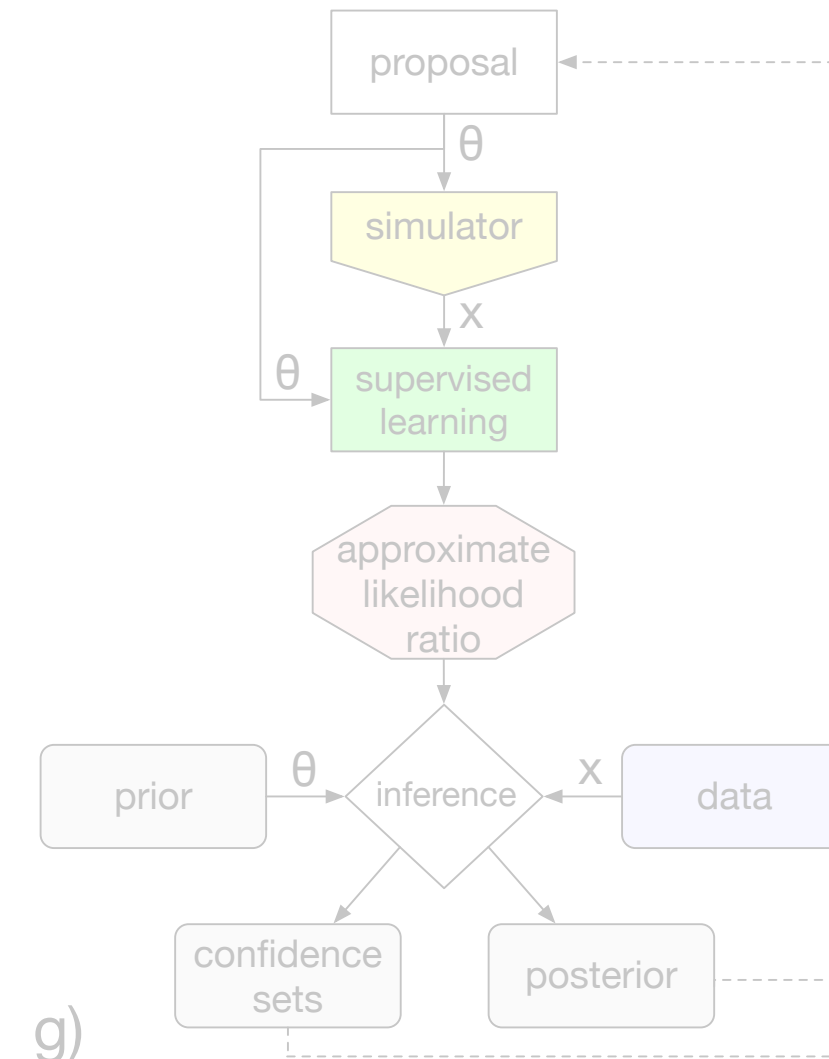 proposal
θ
simulator
x
θ
supervised
learning
approximate
likelihood
ratio
prior
θ
inference
x
data
confidence
sets
posterior
g)